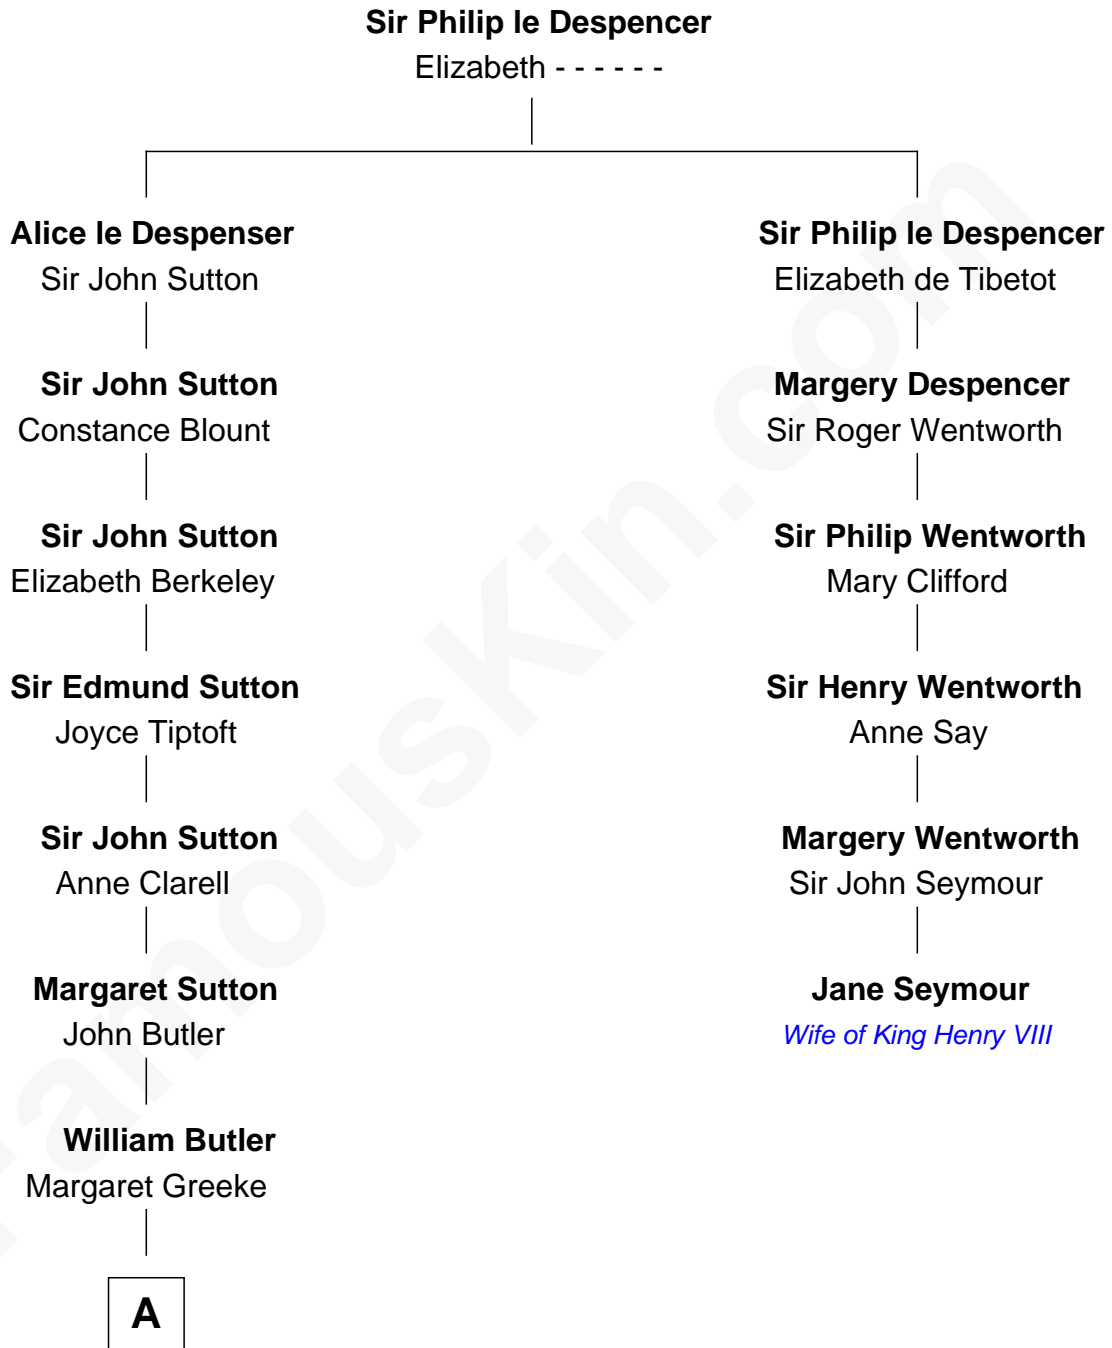 Sir Philip le Despencer
Elizabeth - - - - - -
Alice le Despenser
Sir John Sutton
Sir Philip le Despencer
Elizabeth de Tibetot
Sir John Sutton
Constance Blount
Margery Despencer
Sir Roger Wentworth
Sir John Sutton
Elizabeth Berkeley
Sir Philip Wentworth
Mary Clifford
Sir Edmund Sutton
Joyce Tiptoft
Sir Henry Wentworth
Anne Say
Sir John Sutton
Anne Clarell
Margery Wentworth
Sir John Seymour
Margaret Sutton
John Butler
Jane Seymour
Wife of King Henry VIII
William Butler
Margaret Greeke
A
FamousKin.com